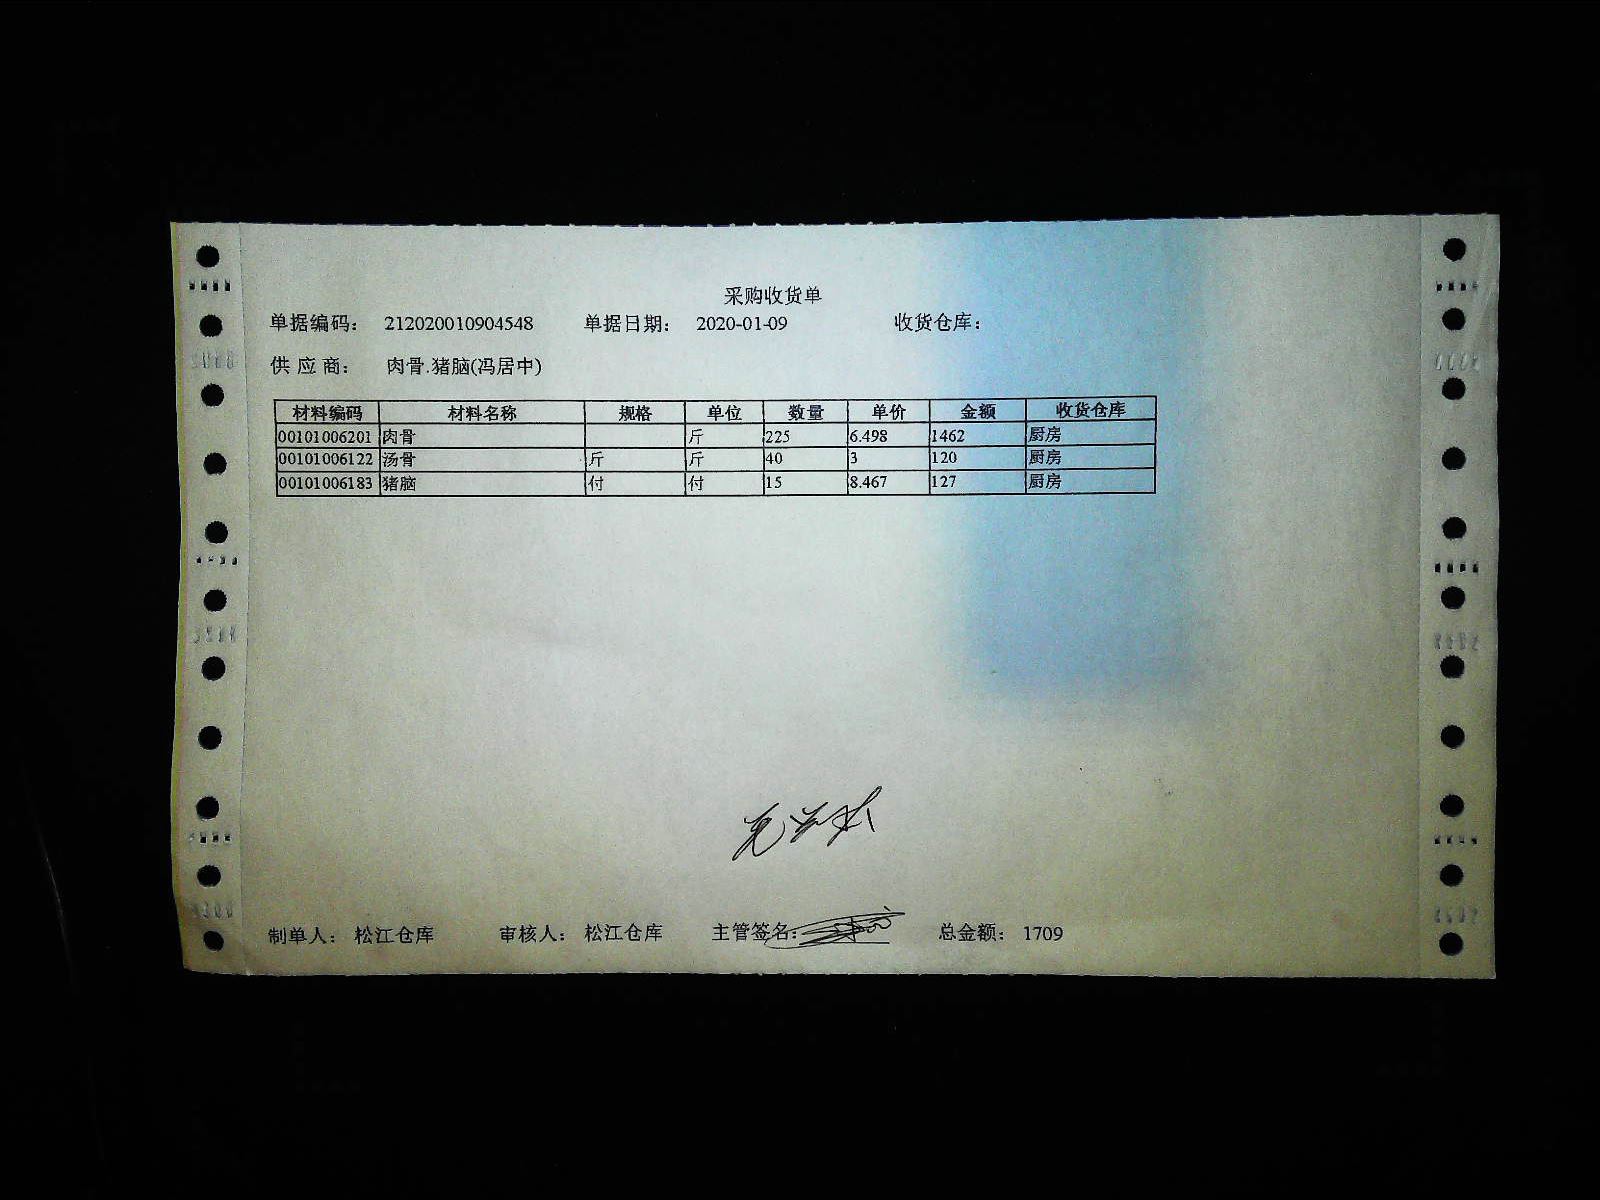 采购收货单
单据编码： 212020010904548 单据日期： 2020-01-09 收货仓库：
供 应 商： 肉骨.猪脑(冯居中)
材料编码 材料名称 规格 单位 数量 单价 金额 收货仓库
00101006201 肉骨 斤 225 6.498 1462 厨房
00101006122 汤骨 斤 斤 40 3 120 厨房
00101006183 猪脑 付 付 15 8.467 127 厨房
制单人： 松江仓库 审核人： 松江仓库 主管签名： 总金额： 1709